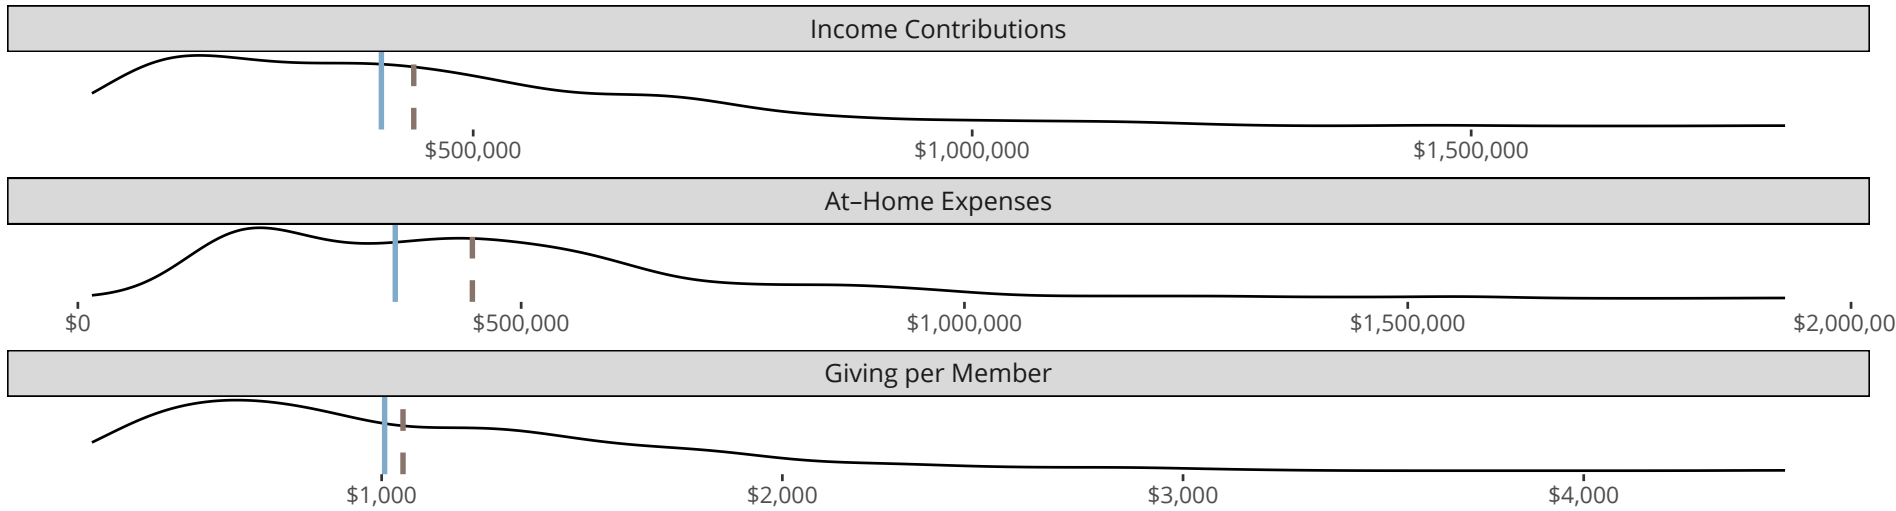 Income Contributions
$500,000 $1,000,000 $1,500,000
At–Home Expenses
$0 $500,000 $1,000,000 $1,500,000 $2,000,00
Giving per Member
$1,000 $2,000 $3,000 $4,000